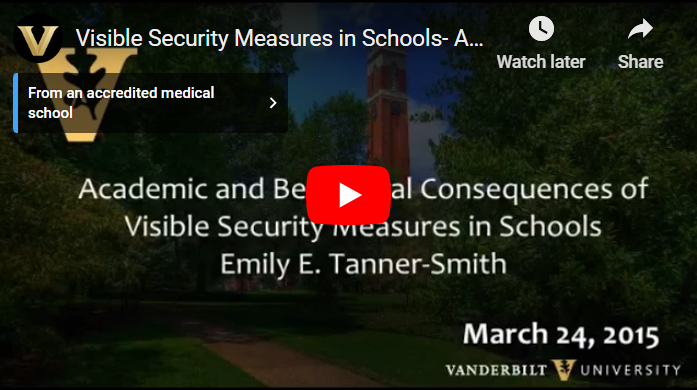 Visible Security Measures in Schools- A...
Watch later
Share
From an accredited medical
school
Academic and Be al Consequences of
Visible Security Measures in Schools
Emily E. Tanner-Smith
March 24, 2015
VANDERBILT V UNIVERSITY